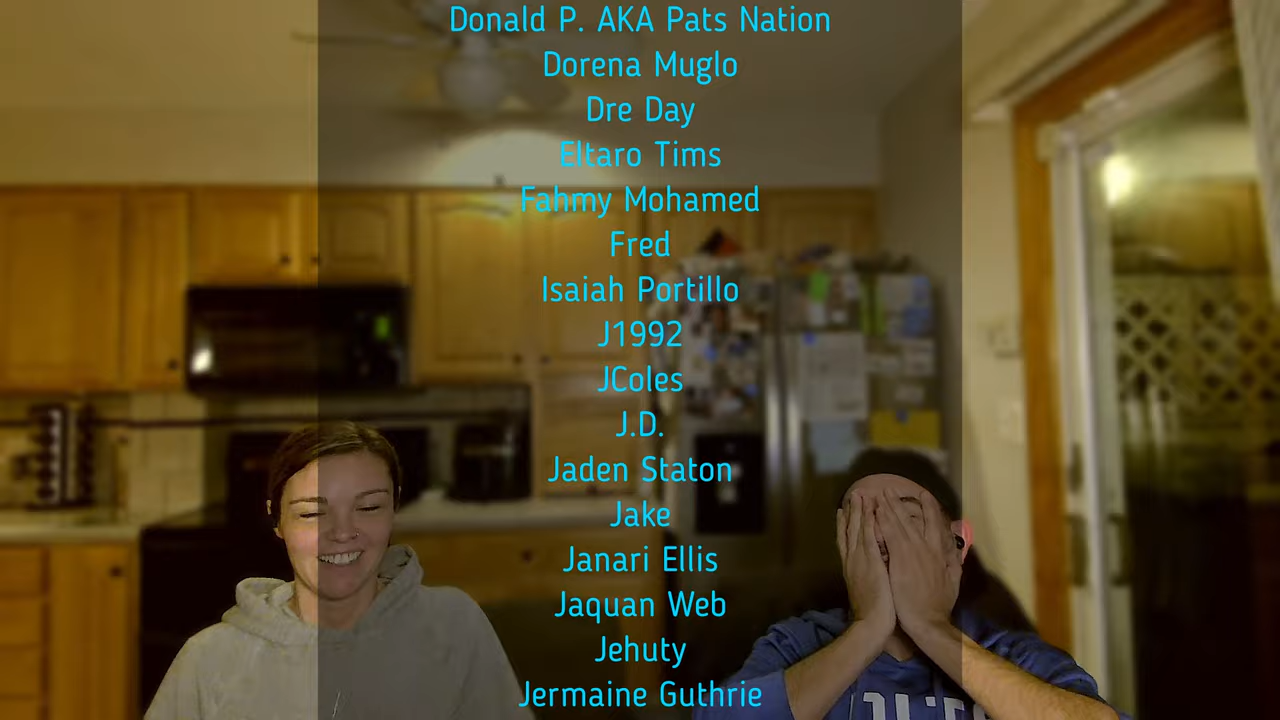 Donald P. AKA Pats Nation
Dorena Muglo
Dre Day
Eltaro Tims
Fahmy Mohamed
Fred
Isaiah Portillo
J1992
JColes
J.D.
Jaden Staton
Jake
Janari Ellis
Jaquan Web
Jehuty
Jermaine Guthrie